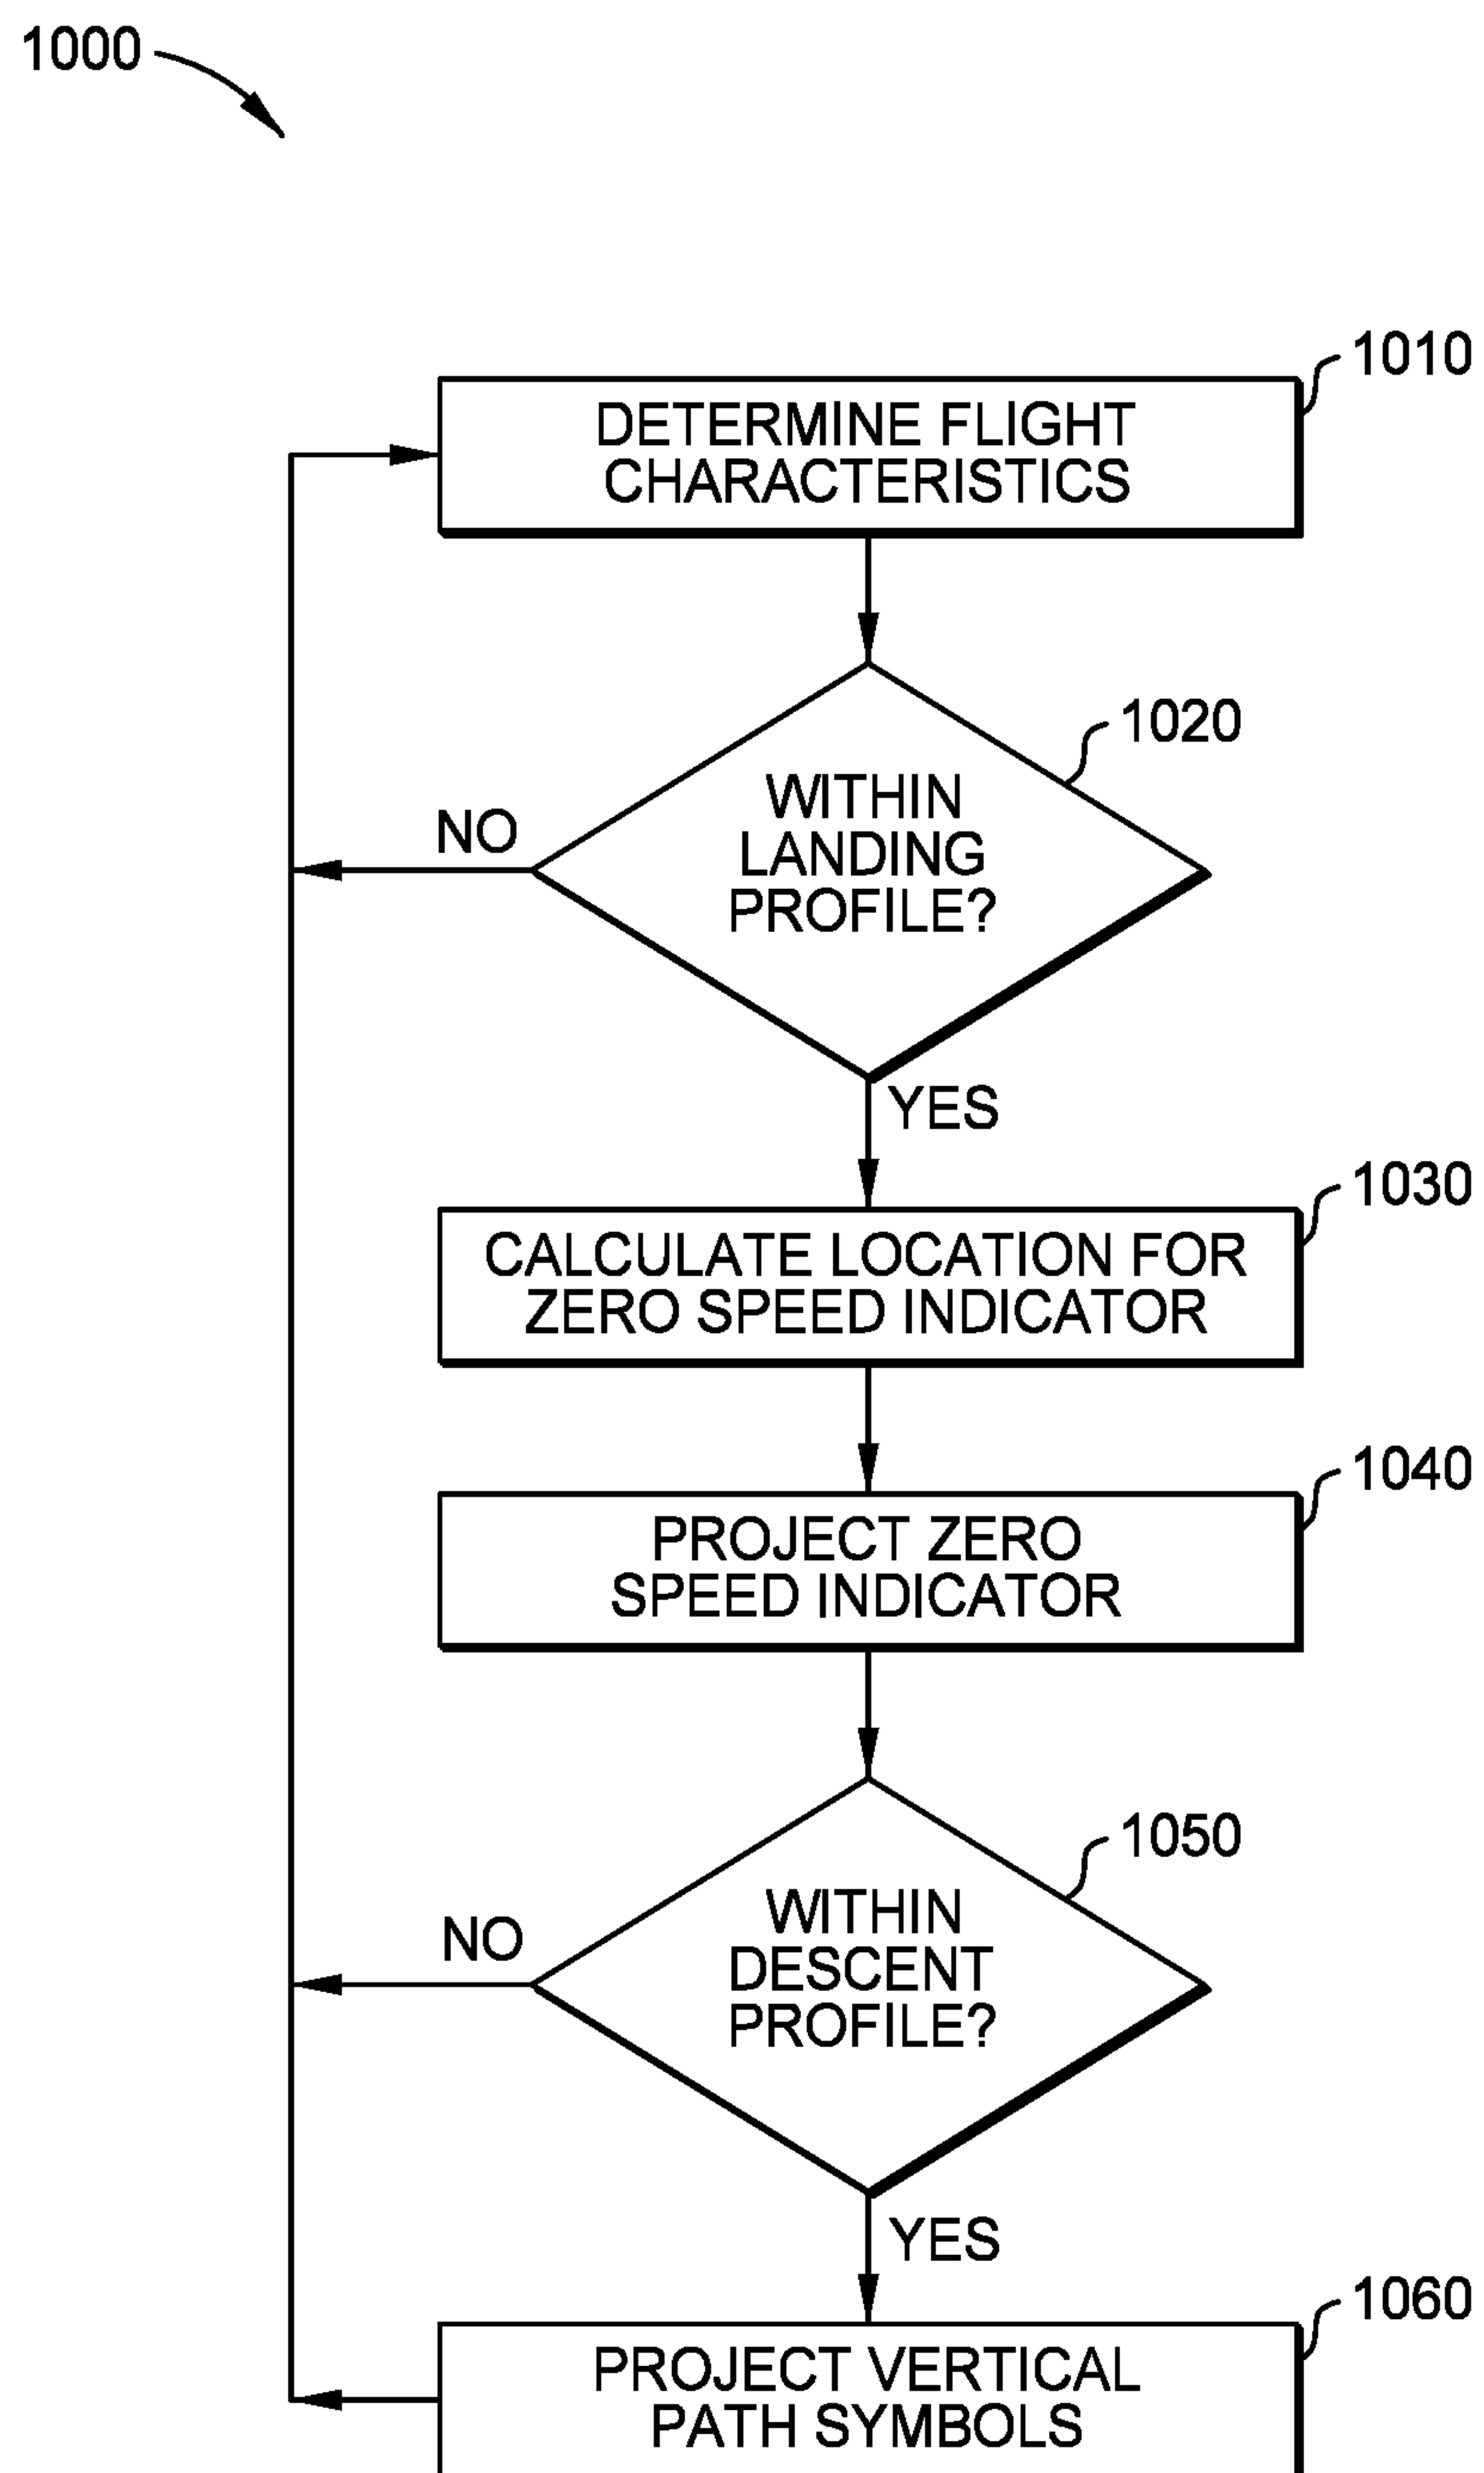 1000
1010
DETERMINE FLIGHT
CHARACTERISTICS
1020
WITHIN
LANDING
PROFILE?
NO
YES
1030
CALCULATE LOCATION FOR
ZERO SPEED INDICATOR
1040
PROJECT ZERO
SPEED INDICATOR
1050
WITHIN
DESCENT
PROFILE?
NO
YES
1060
PROJECT VERTICAL
PATH SYMBOLS